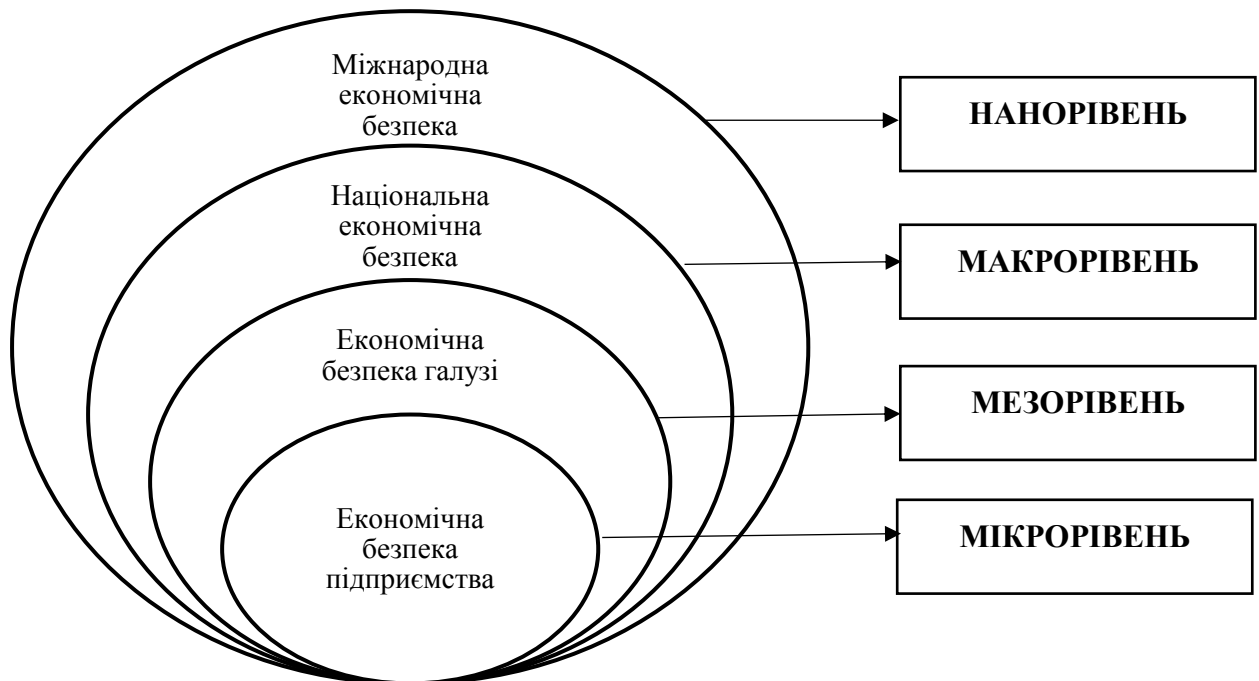 Міжнародна
економічна
безпека
НАНОРІВЕНЬ
Національна
економічна
безпека
МАКРОРІВЕНЬ
Економічна
безпека галузі
МЕЗОРІВЕНЬ
Економічна
безпека
підприємства
МІКРОРІВЕНЬ